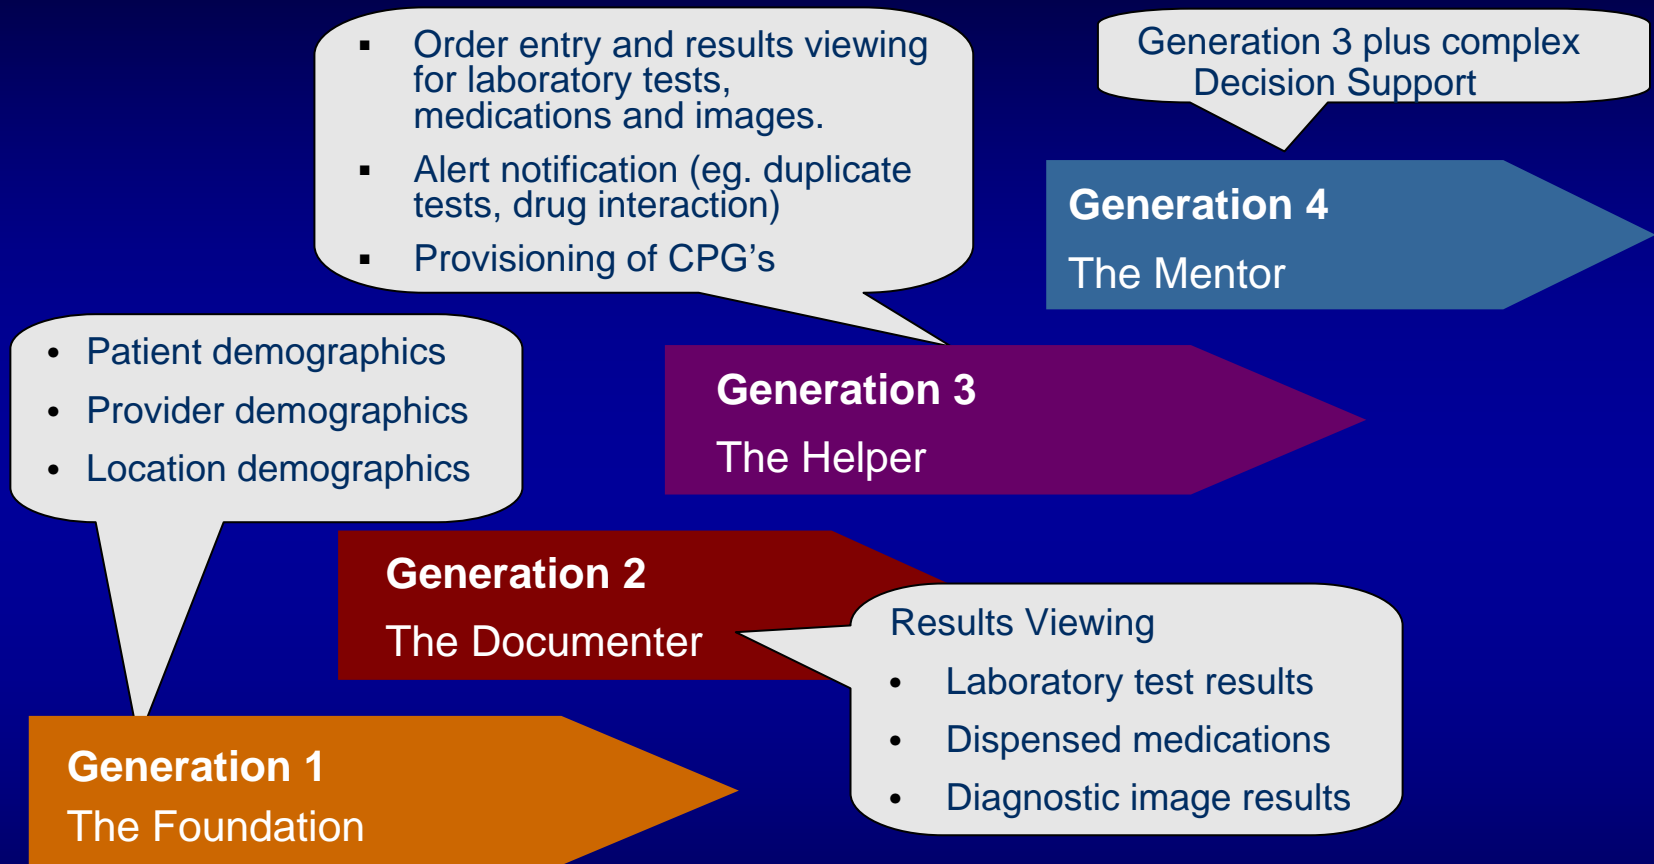 ▪ Order entry and results viewing
for laboratory tests,
medications and images.
▪ Alert notification (eg. duplicate
tests, drug interaction)
▪ Provisioning of CPG’s
Generation 3 plus complex
Decision Support
Generation 4
The Mentor
• Patient demographics
• Provider demographics
• Location demographics
Generation 3
The Helper
Generation 2
The Documenter
Results Viewing
• Laboratory test results
• Dispensed medications
• Diagnostic image results
Generation 1
The Foundation